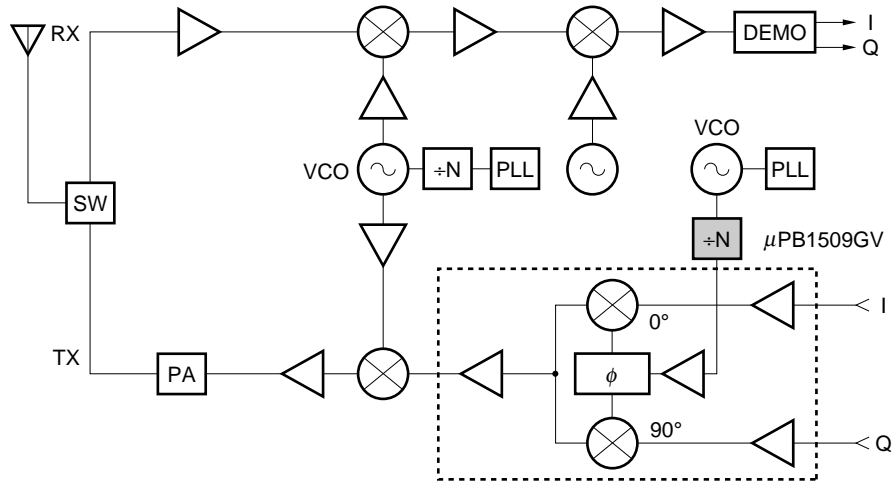 RX
DEMO
I
Q
VCO
÷N
PLL
VCO
PLL
SW
÷N
µPB1509GV
0°
I
TX
PA
φ
90°
Q